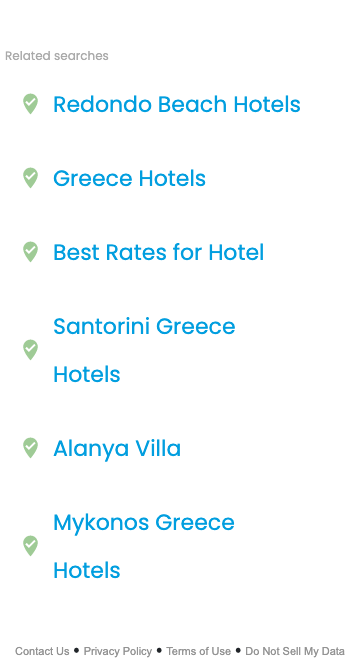 Related searches
Redondo Beach Hotels
Greece Hotels
Best Rates for Hotel
Santorini Greece
Hotels
Alanya Villa
Mykonos Greece
Hotels
Contact Us • Privacy Policy • Terms of Use • Do Not Sell My Data